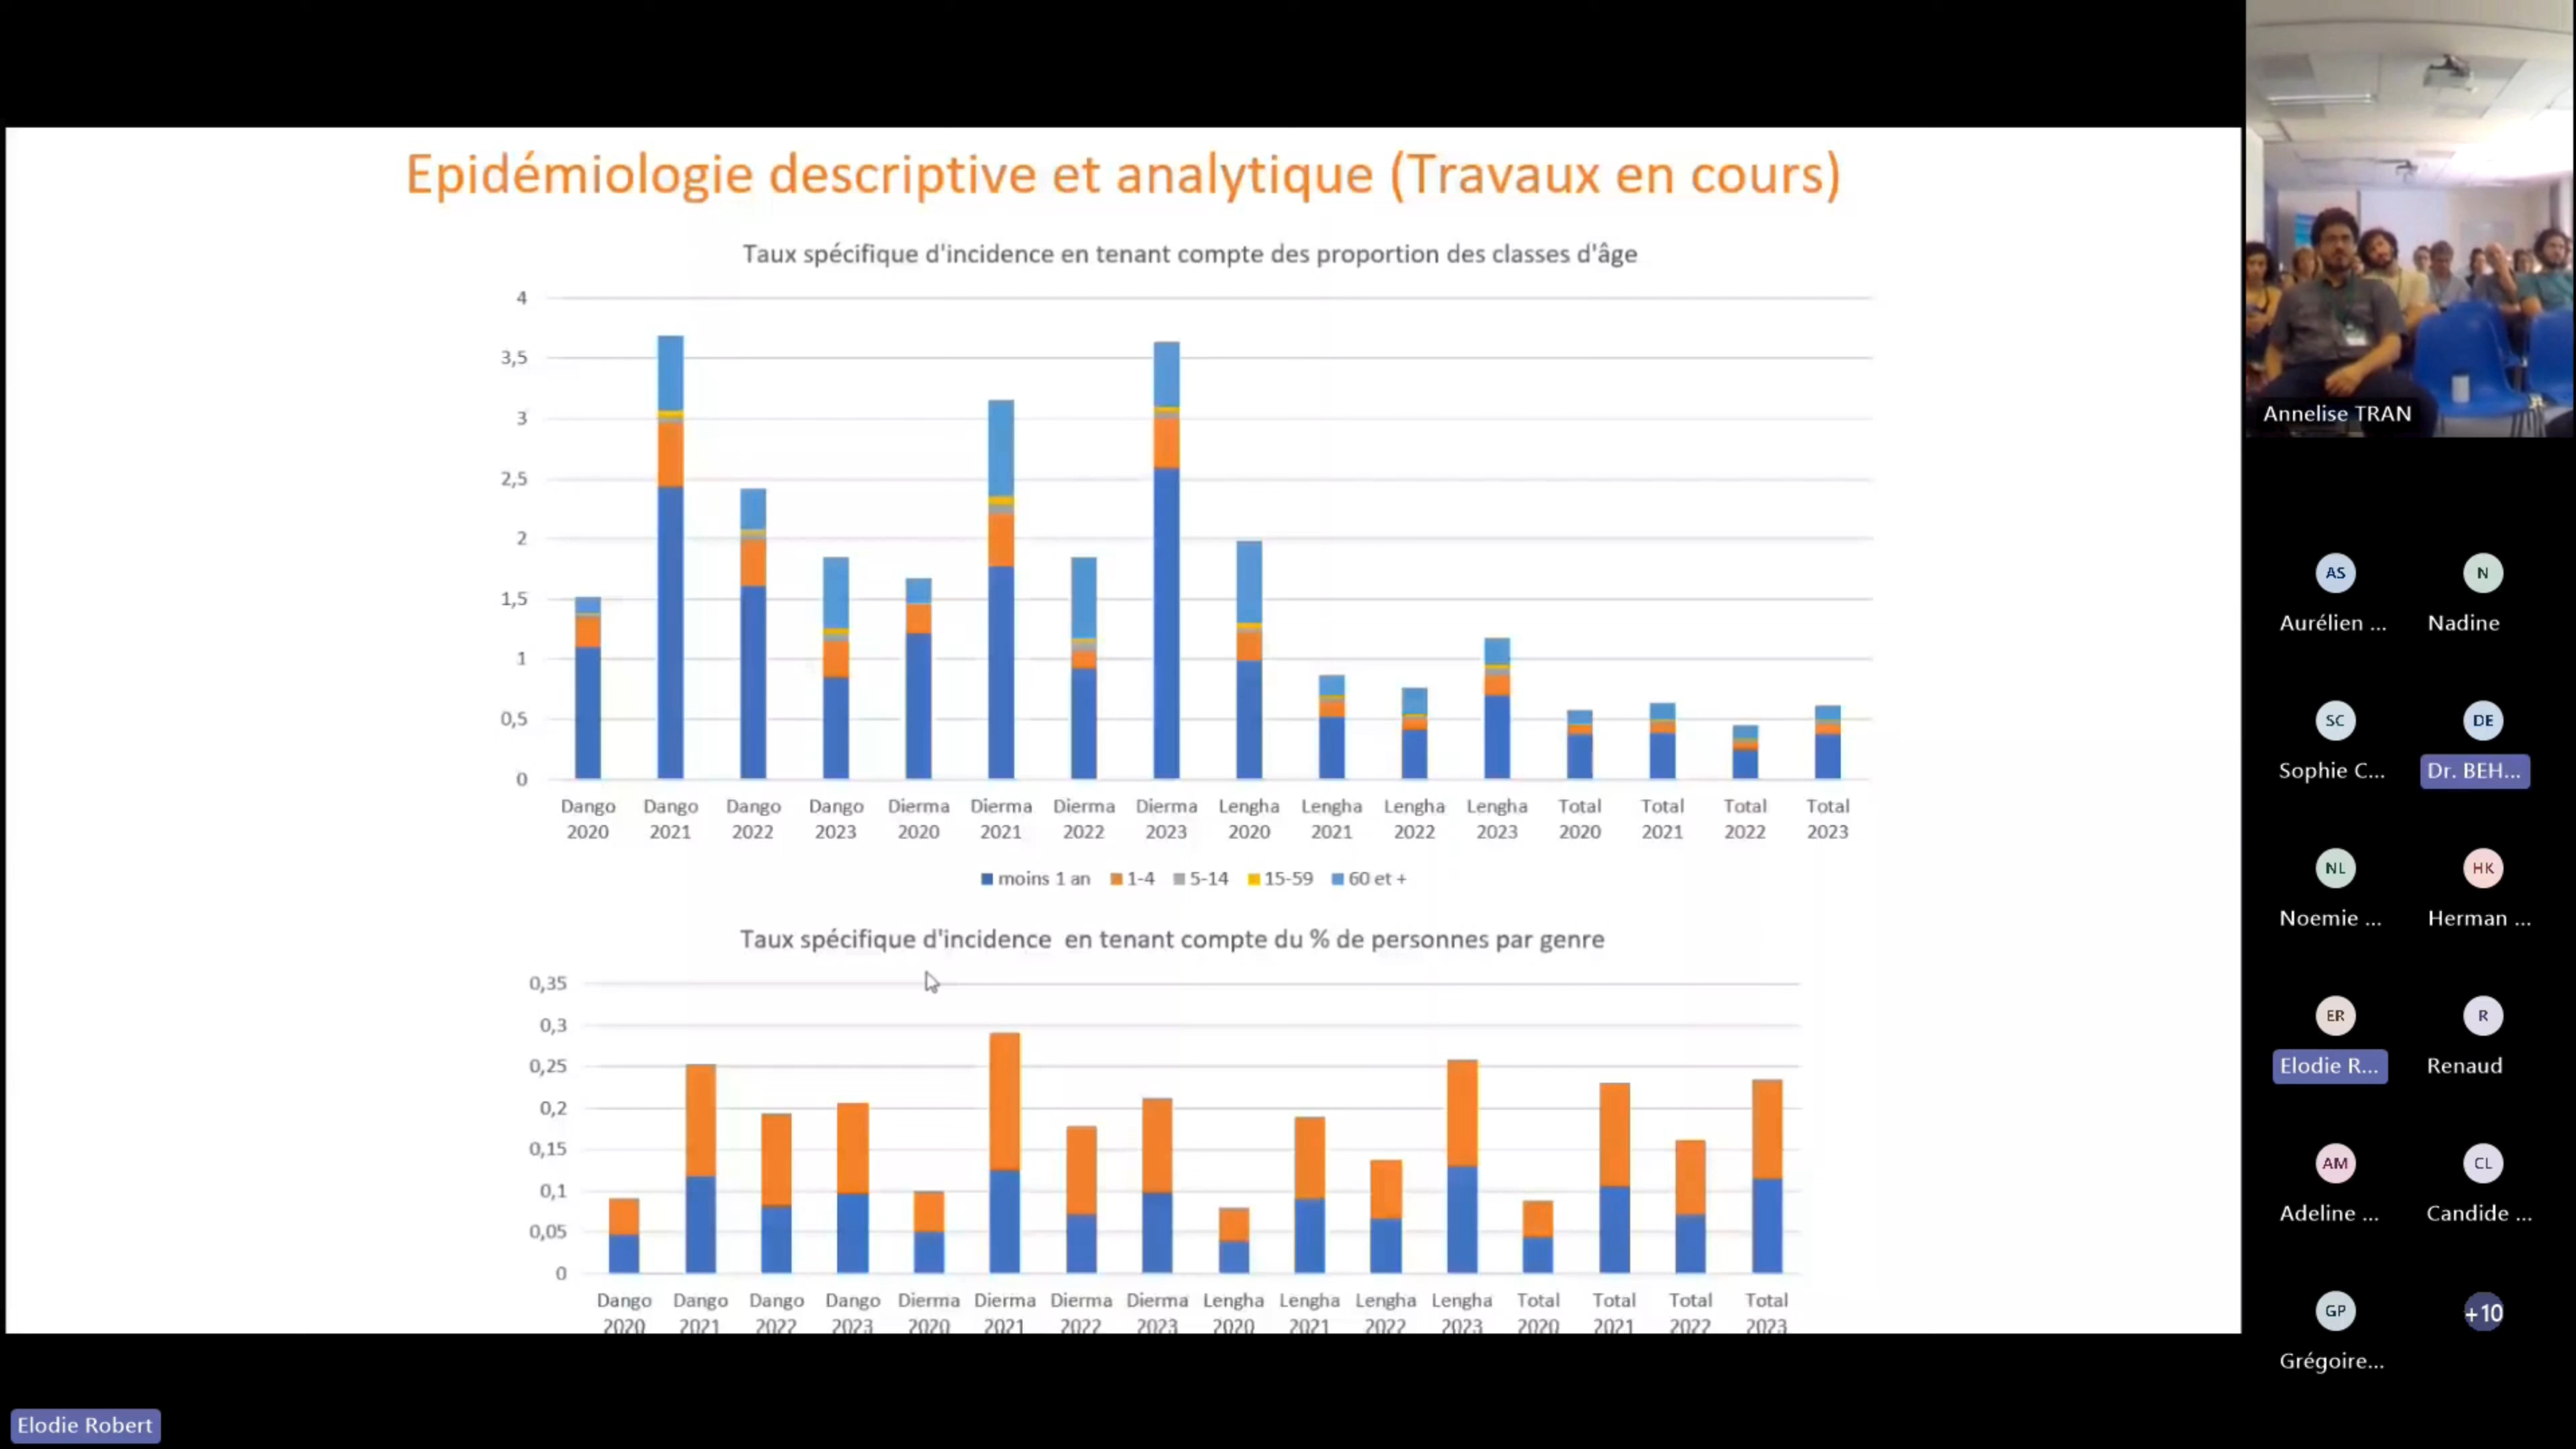 Epidémiologie descriptive et analytique (Travaux en cours)
Taux spécifique d'incidence en tenant compte des proportion des classes d'âge
4
3,5
3
2,5
2
1,5
1
0,5
0
Dango 2020
Dango 2021
Dango 2022
Dango 2023
Dierma 2020
Dierma 2021
Dierma 2022
Dierma 2023
Lengha 2020
Lengha 2021
Lengha 2022
Lengha 2023
Total 2020
Total 2021
Total 2022
Total 2023
moins 1 an 1-4 5-14 15-59 60 et +
Taux spécifique d'incidence en tenant compte du % de personnes par genre
0,35
0,3
0,25
0,2
0,15
0,1
0,05
0
Dango 2020
Dango 2021
Dango 2022
Dango 2023
Dierma 2020
Dierma 2021
Dierma 2022
Dierma 2023
Lengha 2020
Lengha 2021
Lengha 2022
Lengha 2023
Total 2020
Total 2021
Total 2022
Total 2023
Elodie Robert
Annelise TRAN
AS
Aurélien ...
N
Nadine
SC
Sophie C...
DE
Dr. BEH...
NL
Noemie ...
HK
Herman ...
ER
Elodie R...
R
Renaud
AM
Adeline ...
CL
Candide ...
GP
Grégoire...
+10